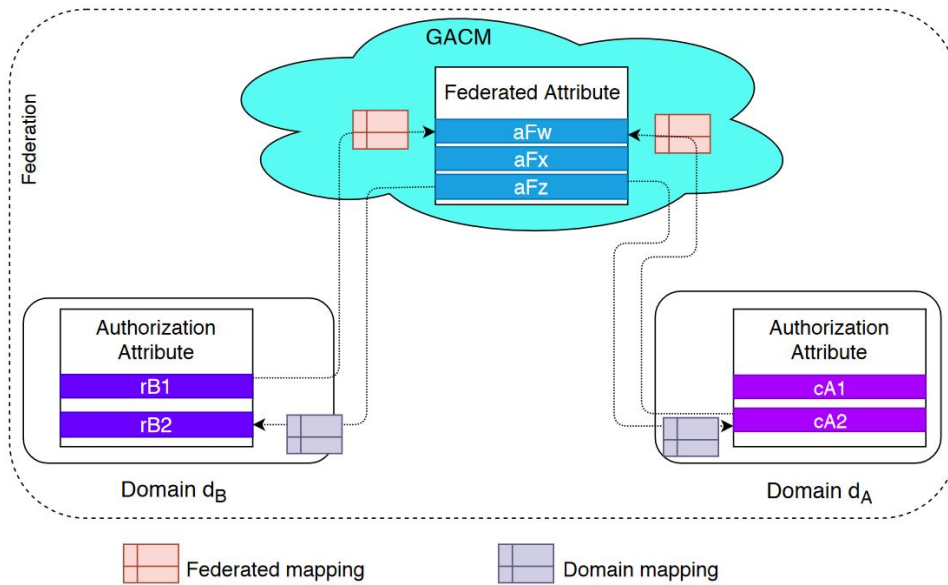 GACM
Federated Attribute
aFw
aFx
aFz
Federation
Authorization
Attribute
rB1
rB2
Domain dB
Authorization
Attribute
cA1
cA2
Domain dA
Federated mapping
Domain mapping